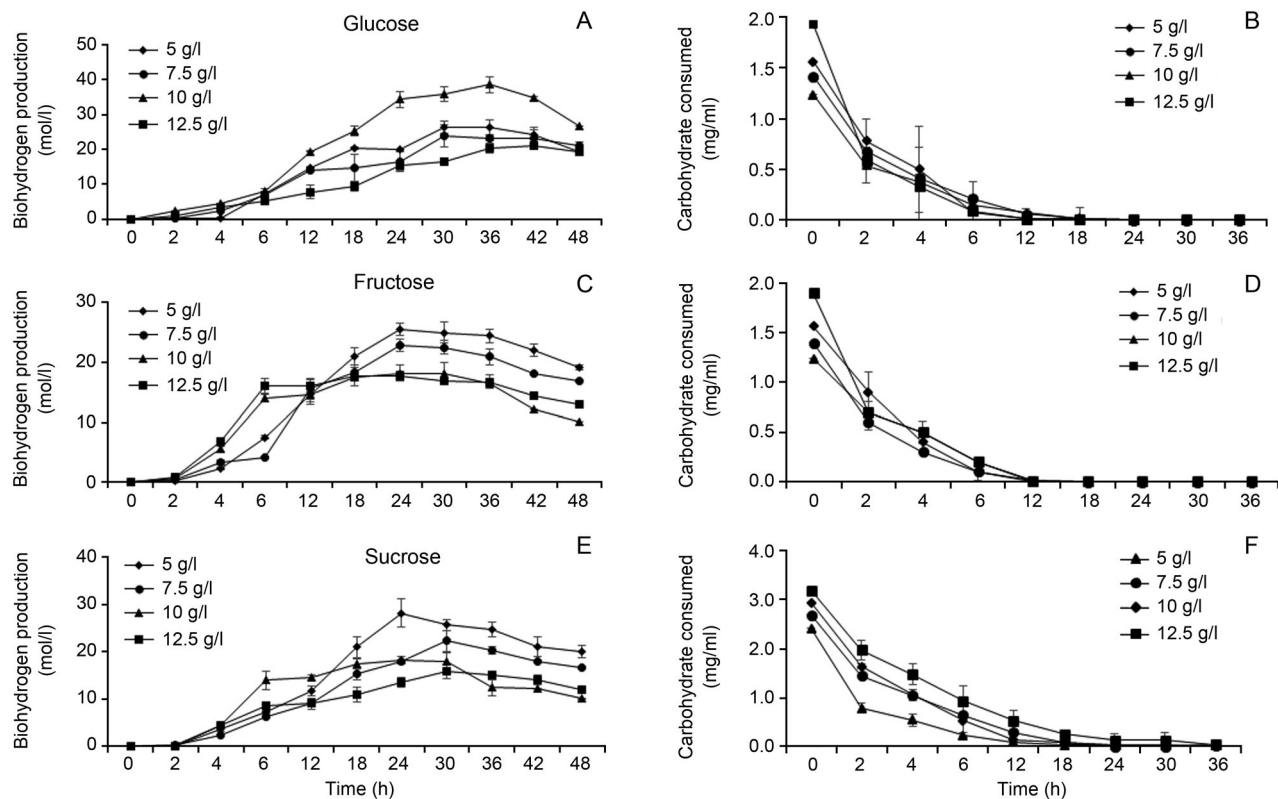 Glucose
A
Biohydrogen production
(mol/l)
50
40
30
20
10
0
5 g/l
7.5 g/l
10 g/l
12.5 g/l
0 2 4 6 12 18 24 30 36 42 48
B
Carbohydrate consumed
(mg/ml)
2.0
1.5
1.0
0.5
0.0
5 g/l
7.5 g/l
10 g/l
12.5 g/l
0 2 4 6 12 18 24 30 36
Fructose
C
Biohydrogen production
(mol/l)
30
20
10
0
5 g/l
7.5 g/l
10 g/l
12.5 g/l
0 2 4 6 12 18 24 30 36 42 48
D
Carbohydrate consumed
(mg/ml)
2.0
1.5
1.0
0.5
0.0
5 g/l
7.5 g/l
10 g/l
12.5 g/l
0 2 4 6 12 18 24 30 36
Sucrose
E
Biohydrogen production
(mol/l)
40
30
20
10
0
5 g/l
7.5 g/l
10 g/l
12.5 g/l
0 2 4 6 12 18 24 30 36 42 48
Time (h)
F
Carbohydrate consumed
(mg/ml)
4.0
3.0
2.0
1.0
0.0
5 g/l
7.5 g/l
10 g/l
12.5 g/l
0 2 4 6 12 18 24 30 36
Time (h)